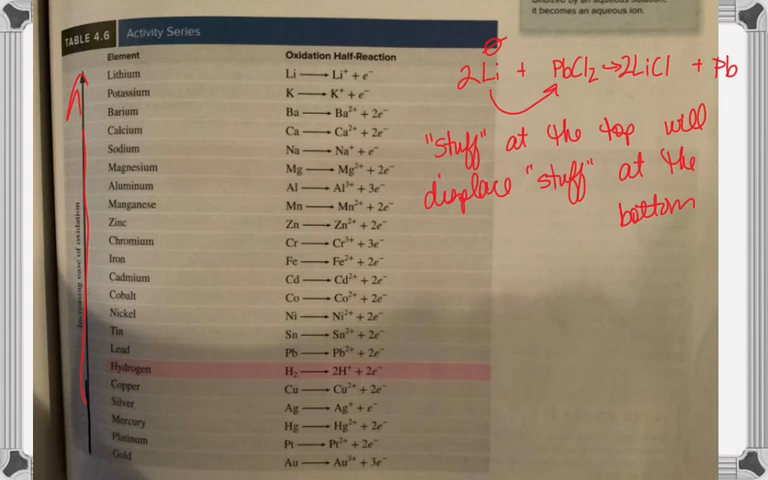 oxidized by an aqueous solution,
it becomes an aqueous ion.
TABLE 4.6 Activity Series
Element Oxidation Half-Reaction
Lithium Li ⟶ Li⁺ + e⁻
Potassium K ⟶ K⁺ + e⁻
Barium Ba ⟶ Ba²⁺ + 2e⁻
Calcium Ca ⟶ Ca²⁺ + 2e⁻
Sodium Na ⟶ Na⁺ + e⁻
Magnesium Mg ⟶ Mg²⁺ + 2e⁻
Aluminum Al ⟶ Al³⁺ + 3e⁻
Manganese Mn ⟶ Mn²⁺ + 2e⁻
Zinc Zn ⟶ Zn²⁺ + 2e⁻
Chromium Cr ⟶ Cr³⁺ + 3e⁻
Iron Fe ⟶ Fe²⁺ + 2e⁻
Cadmium Cd ⟶ Cd²⁺ + 2e⁻
Cobalt Co ⟶ Co²⁺ + 2e⁻
Nickel Ni ⟶ Ni²⁺ + 2e⁻
Tin Sn ⟶ Sn²⁺ + 2e⁻
Lead Pb ⟶ Pb²⁺ + 2e⁻
Hydrogen H₂ ⟶ 2H⁺ + 2e⁻
Copper Cu ⟶ Cu²⁺ + 2e⁻
Silver Ag ⟶ Ag⁺ + e⁻
Mercury Hg ⟶ Hg²⁺ + 2e⁻
Platinum Pt ⟶ Pt²⁺ + 2e⁻
Gold Au ⟶ Au³⁺ + 3e⁻
Increasing ease of oxidation
2Li + PbCl₂ → 2LiCl + Pb
"stuff" at the top will
displace "stuff" at the
bottom